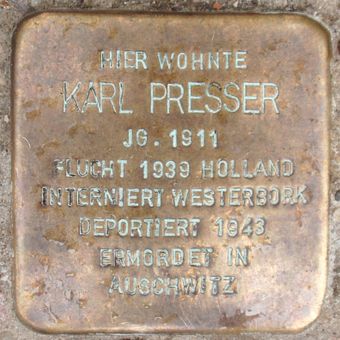 HIER WOHNTE
KARL PRESSER
JG. 1911
FLUCHT 1939 HOLLAND
INTERNIERT WESTERBORK
DEPORTIERT 1943
ERMORDET IN
AUSCHWITZ